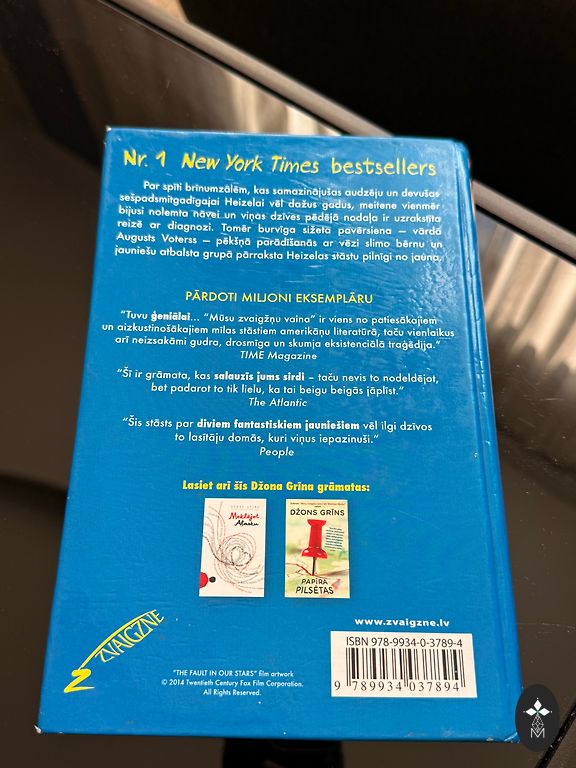 Nr. 1 New York Times bestsellers
Par spīti brīnumzālēm, kas samazinājušas audzēju un devušas
sešpadsmitgadīgajai Heizelai vēl dažus gadus, meitene vienmēr
bijusi nolemta nāvei un viņas dzīves pēdējā nodaļa ir uzrakstīta
reizē ar diagnozi. Tomēr burvīga sižeta pavērsiena – vārdā
Augusts Voterss – pēkšņā parādīšanās ar vēzi slimo bērnu un
jauniešu atbalsta grupā pārraksta Heizelas stāstu pilnīgi no jauna.
PĀRDOTI MILJONI EKSEMPLĀRU
“Tuvu ģeniālai... “Mūsu zvaigžņu vaina” ir viens no patiesākajiem
un aizkustinošākajiem mīlas stāstiem amerikāņu literatūrā, taču vienlaikus
arī neizsakāmi gudra, drosmīga un skumja eksistenciālā traģēdija.”
TIME Magazine
“Šī ir grāmata, kas salauzīs jums sirdi – taču nevis to nodeldējot,
bet padarot to tik lielu, ka tai beigu beigās jāplīst.”
The Atlantic
“Šis stāsts par diviem fantastiskiem jauniešiem vēl ilgi dzīvos
to lasītāju domās, kuri viņus iepazinuši.”
People
Lasiet arī šīs Džona Grīna grāmatas:
Meklējot
Aļasku
DŽONS GRĪNS
PAPĪRA
PILSĒTAS
ZVAIGZNE
www.zvaigzne.lv
ISBN 978-9934-0-3789-4
9 789934 037894
"THE FAULT IN OUR STARS" film artwork
© 2014 Twentieth Century Fox Film Corporation.
All Rights Reserved.